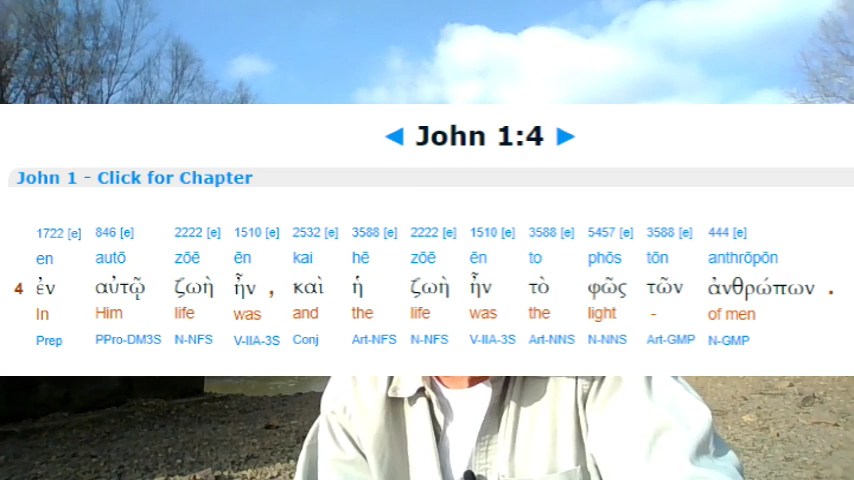 ◄ John 1:4 ►
John 1 - Click for Chapter
1722 [e] 846 [e] 2222 [e] 1510 [e] 2532 [e] 3588 [e] 2222 [e] 1510 [e] 3588 [e] 5457 [e] 3588 [e] 444 [e]
en autō zōē ēn kai hē zōē ēn to phōs tōn anthrōpōn
4 ἐν αὐτῷ ζωὴ ἦν , καὶ ἡ ζωὴ ἦν τὸ φῶς τῶν ἀνθρώπων .
In Him life was and the life was the light - of men
Prep PPro-DM3S N-NFS V-IIA-3S Conj Art-NFS N-NFS V-IIA-3S Art-NNS N-NNS Art-GMP N-GMP